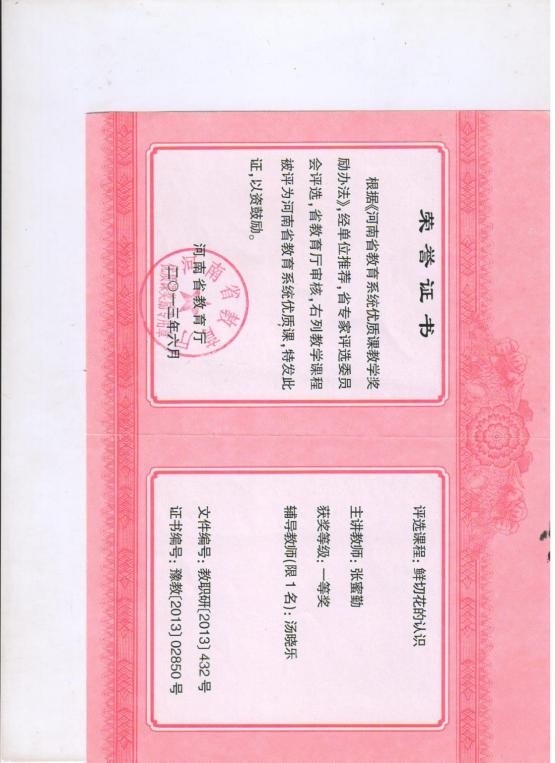 荣誉证书
根据《河南省教育系统优质课教学奖
励办法》，经单位推荐，省专家评选委员
会评选，省教育厅审核，右列教学课程
被评为河南省教育系统优质课，特发此
证，以资鼓励。
河南省教育厅
二〇一三年六月
评选课程：鲜切花的认识
主讲教师：张蜜勤
获奖等级：一等奖
辅导教师（限1名）：汤晓乐
文件编号：教职研[2013]432号
证书编号：豫教[2013]02850号